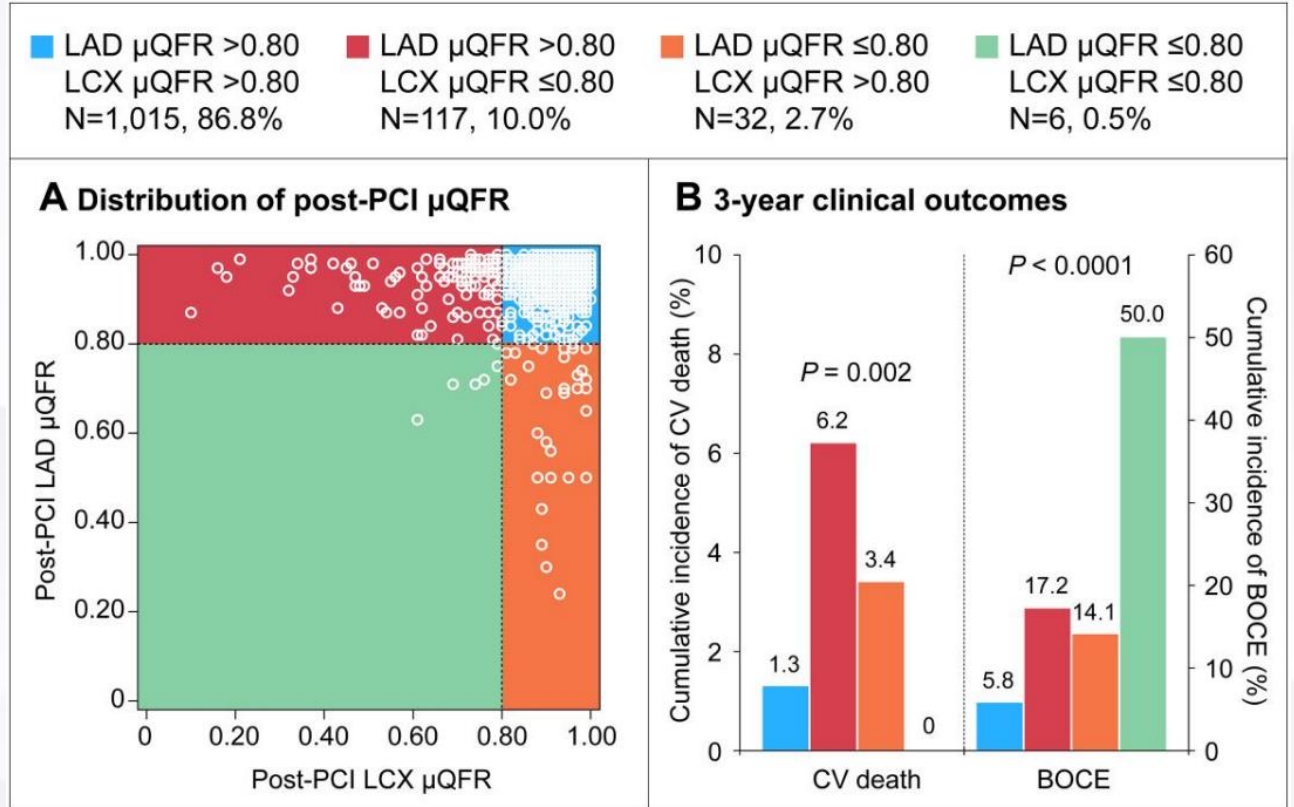 LAD µQFR >0.80
LCX µQFR >0.80
N=1,015, 86.8%
LAD µQFR >0.80
LCX µQFR ≤0.80
N=117, 10.0%
LAD µQFR ≤0.80
LCX µQFR >0.80
N=32, 2.7%
LAD µQFR ≤0.80
LCX µQFR ≤0.80
N=6, 0.5%
A Distribution of post-PCI µQFR
Post-PCI LAD µQFR
1.00
0.80
0.60
0.40
0.20
0
0 0.20 0.40 0.60 0.80 1.00
Post-PCI LCX µQFR
B 3-year clinical outcomes
Cumulative incidence of CV death (%)
10
8
6
4
2
0
P = 0.002
1.3
6.2
3.4
0
CV death
P < 0.0001
5.8
17.2
14.1
50.0
BOCE
60
50
40
30
20
10
0
Cumulative incidence of BOCE (%)